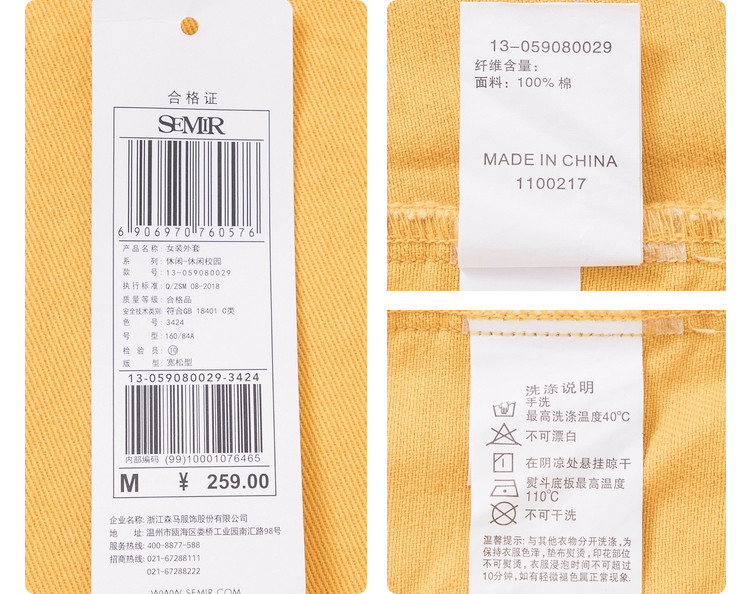 合格证
SEMIR
6 906970 760576
产品名称: 女装外套
系 列: 休闲-休闲校园
款 号: 13-059080029
执行标准: Q/ZSM 08-2018
质量等级: 合格品
安全技术类别: 符合GB 18401 C类
色 号: 3424
型 号: 160/84A
检 验 员: ⑩
版 型: 宽松型
13-059080029-3424
内部编码 (99)10001076465
M ¥ 259.00
企业名称: 浙江森马服饰股份有限公司
地 址: 温州市瓯海区娄桥工业园南汇路98号
服务热线: 400-8877-588
招商热线: 021-67288111
021-67288222
WWW.SEMIR.COM
13-059080029
纤维含量:
面料: 100% 棉
MADE IN CHINA
1100217
洗涤说明
手洗
最高洗涤温度40℃
不可漂白
在阴凉处悬挂晾干
熨斗底板最高温度
110℃
不可干洗
温馨提示: 与其他衣物分开洗涤,为
保持衣服色泽,垫布熨烫,印花部位
不可熨烫,衣服浸泡时间不可超过
10分钟,如有轻微褪色属正常现象.